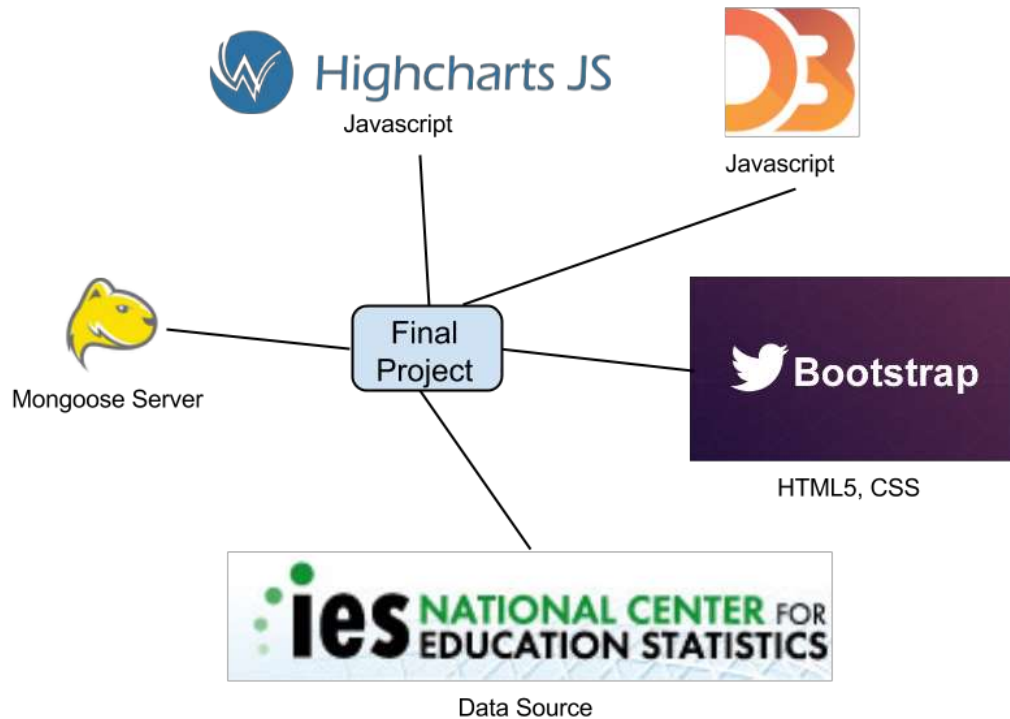 Highcharts JS
Javascript
D3
Javascript
Final
Project
Mongoose Server
Bootstrap
HTML5, CSS
ies NATIONAL CENTER FOR
EDUCATION STATISTICS
Data Source